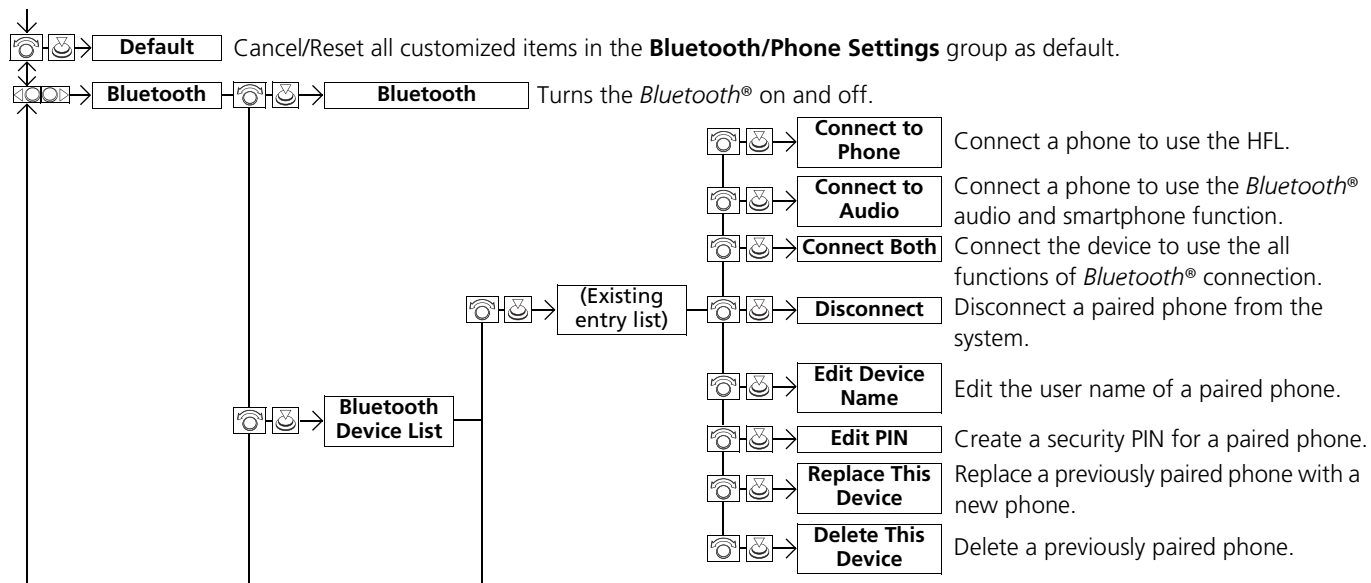 Default Cancel/Reset all customized items in the Bluetooth/Phone Settings group as default.
Bluetooth Bluetooth Turns the Bluetooth® on and off.
Connect to
Phone
Connect a phone to use the HFL.
Connect to
Audio
Connect a phone to use the Bluetooth®
audio and smartphone function.
Connect Both
Connect the device to use the all
functions of Bluetooth® connection.
(Existing
entry list)
Disconnect
Disconnect a paired phone from the
system.
Edit Device
Name
Edit the user name of a paired phone.
Bluetooth
Device List
Edit PIN
Create a security PIN for a paired phone.
Replace This
Device
Replace a previously paired phone with a
new phone.
Delete This
Device
Delete a previously paired phone.